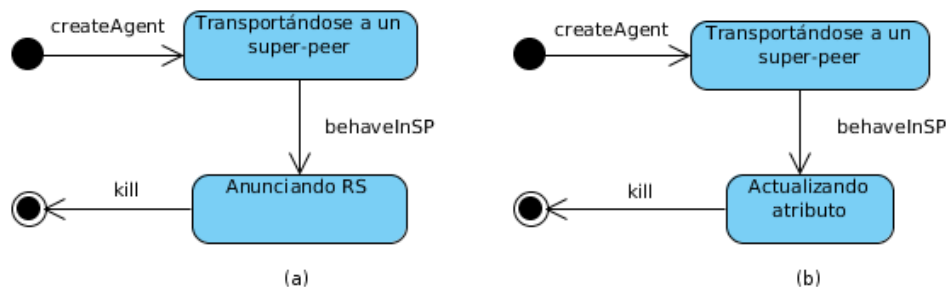 createAgent
Transportándose a un
super-peer
behaveInSP
Anunciando RS
kill
(a)
createAgent
Transportándose a un
super-peer
behaveInSP
Actualizando
atributo
kill
(b)